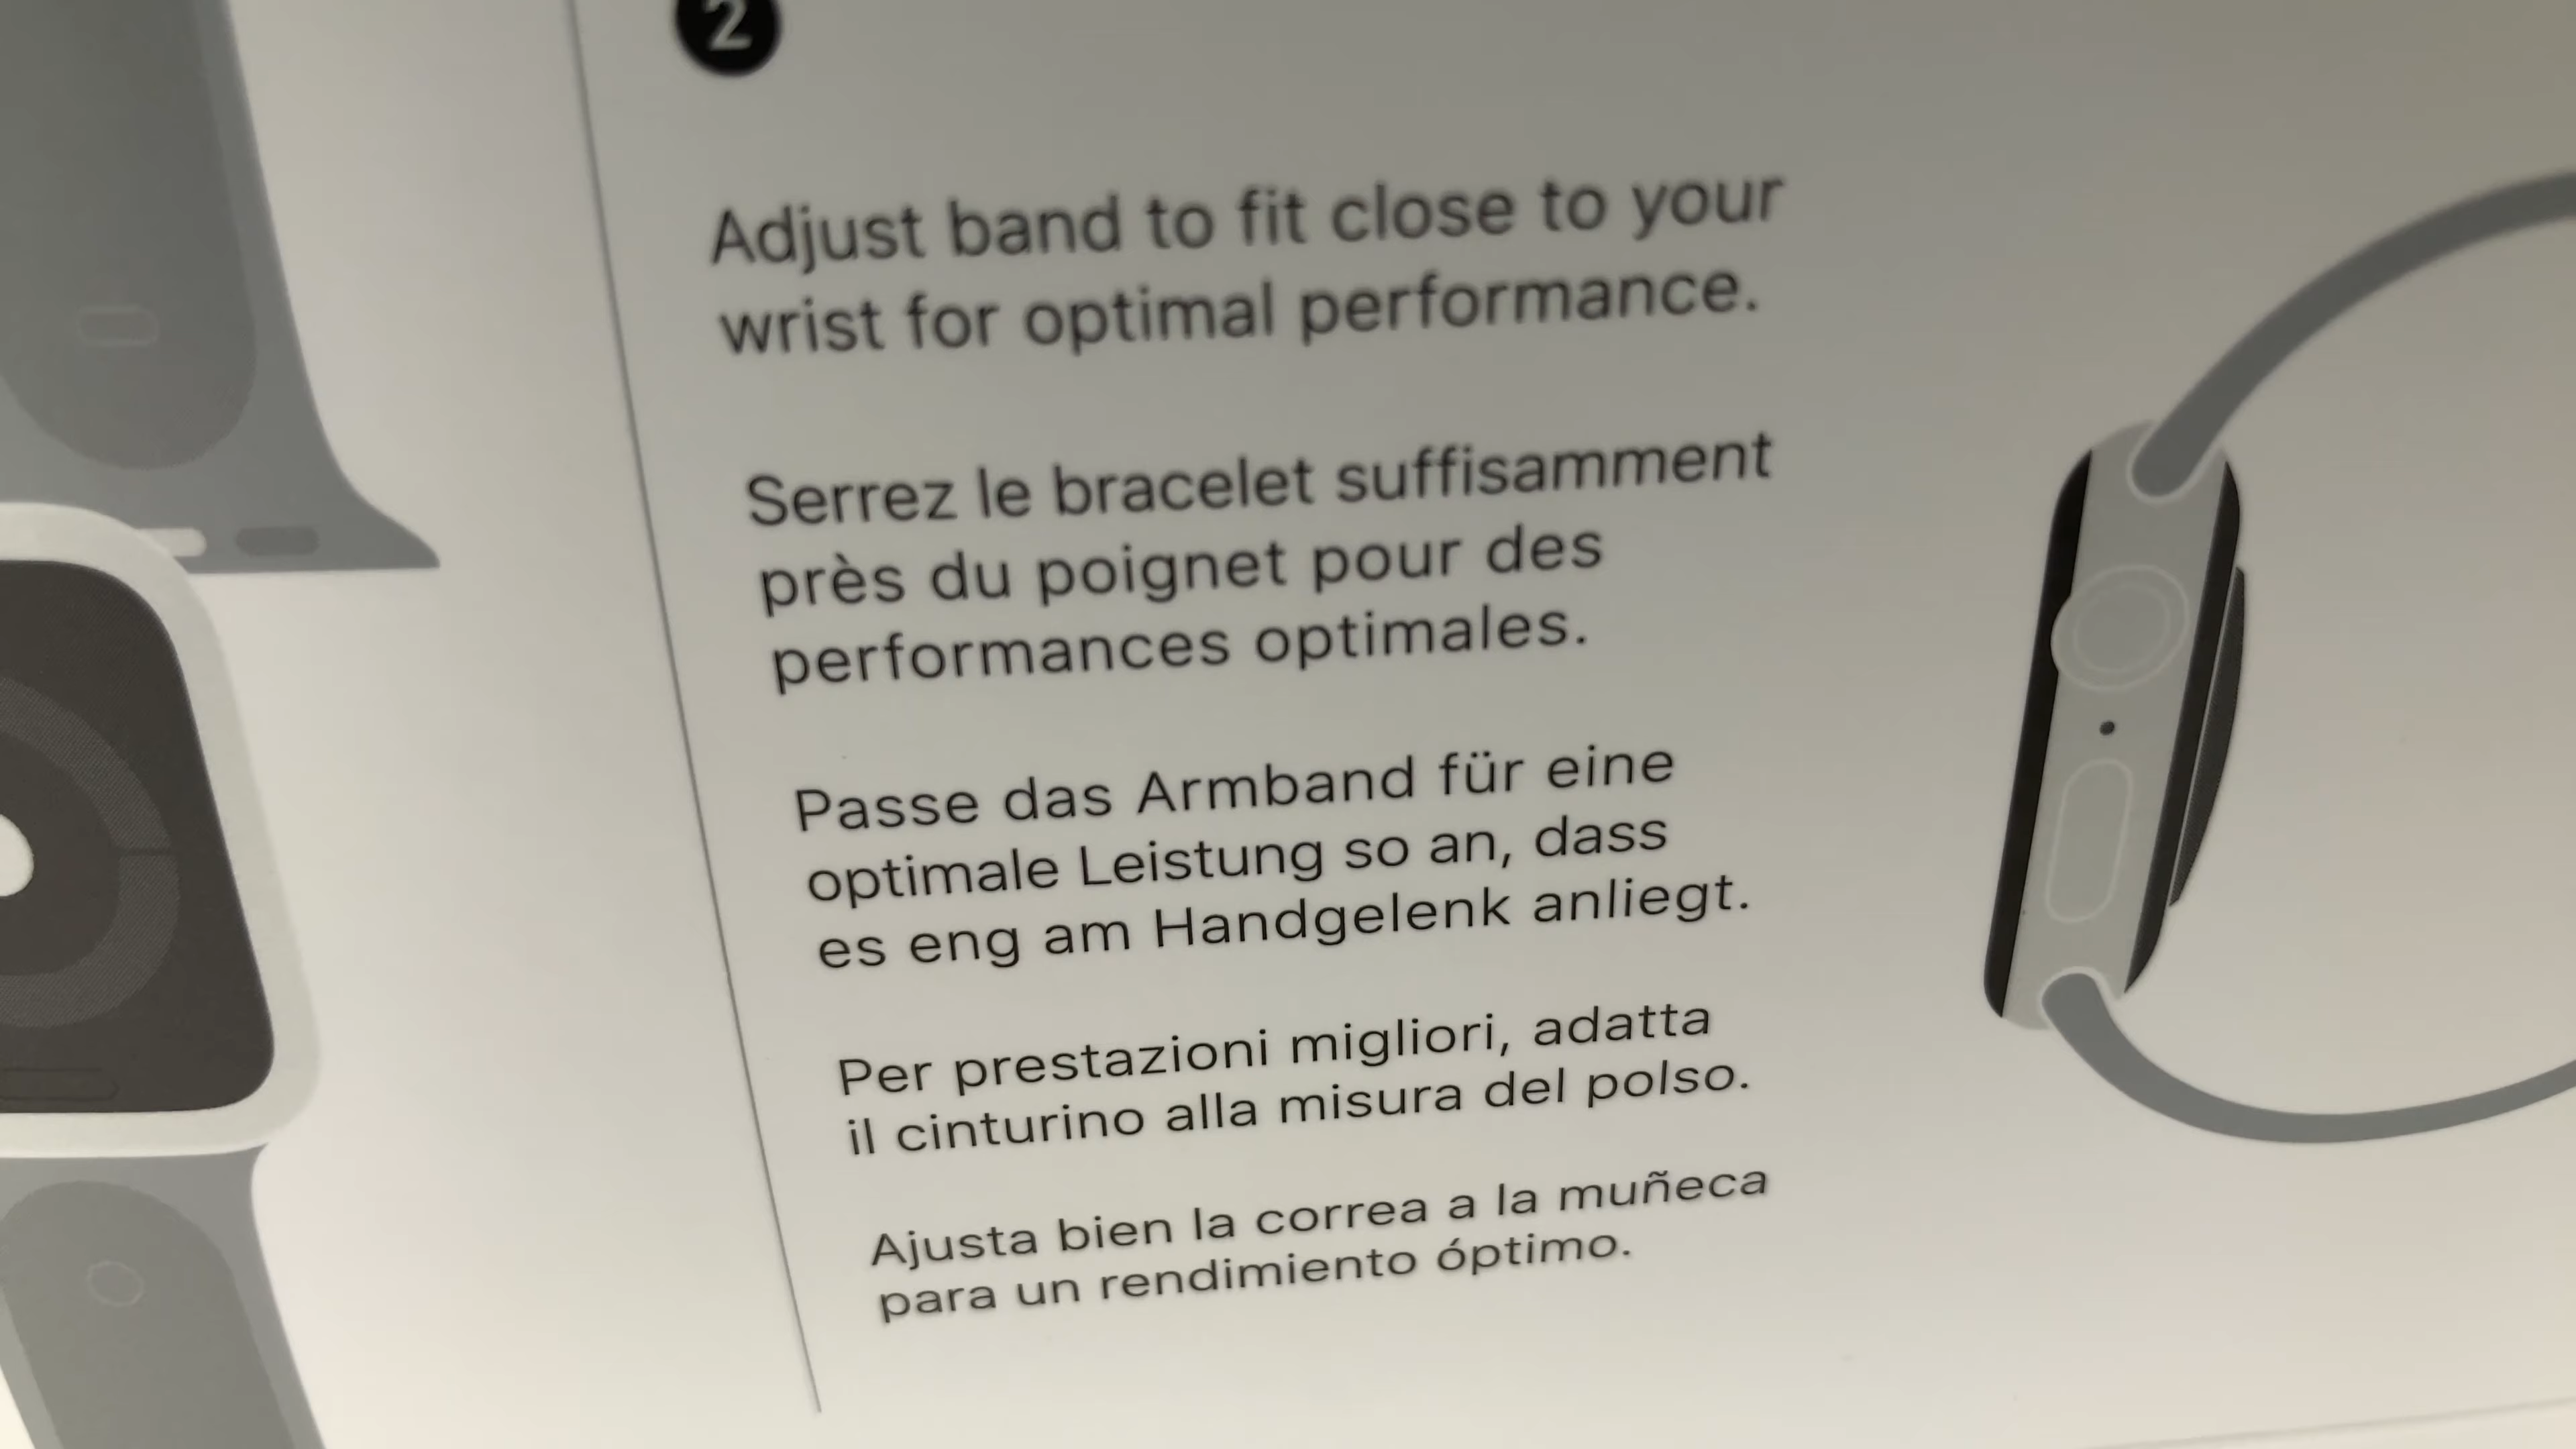 2
Adjust band to fit close to your
wrist for optimal performance.
Serrez le bracelet suffisamment
près du poignet pour des
performances optimales.
Passe das Armband für eine
optimale Leistung so an, dass
es eng am Handgelenk anliegt.
Per prestazioni migliori, adatta
il cinturino alla misura del polso.
Ajusta bien la correa a la muñeca
para un rendimiento óptimo.